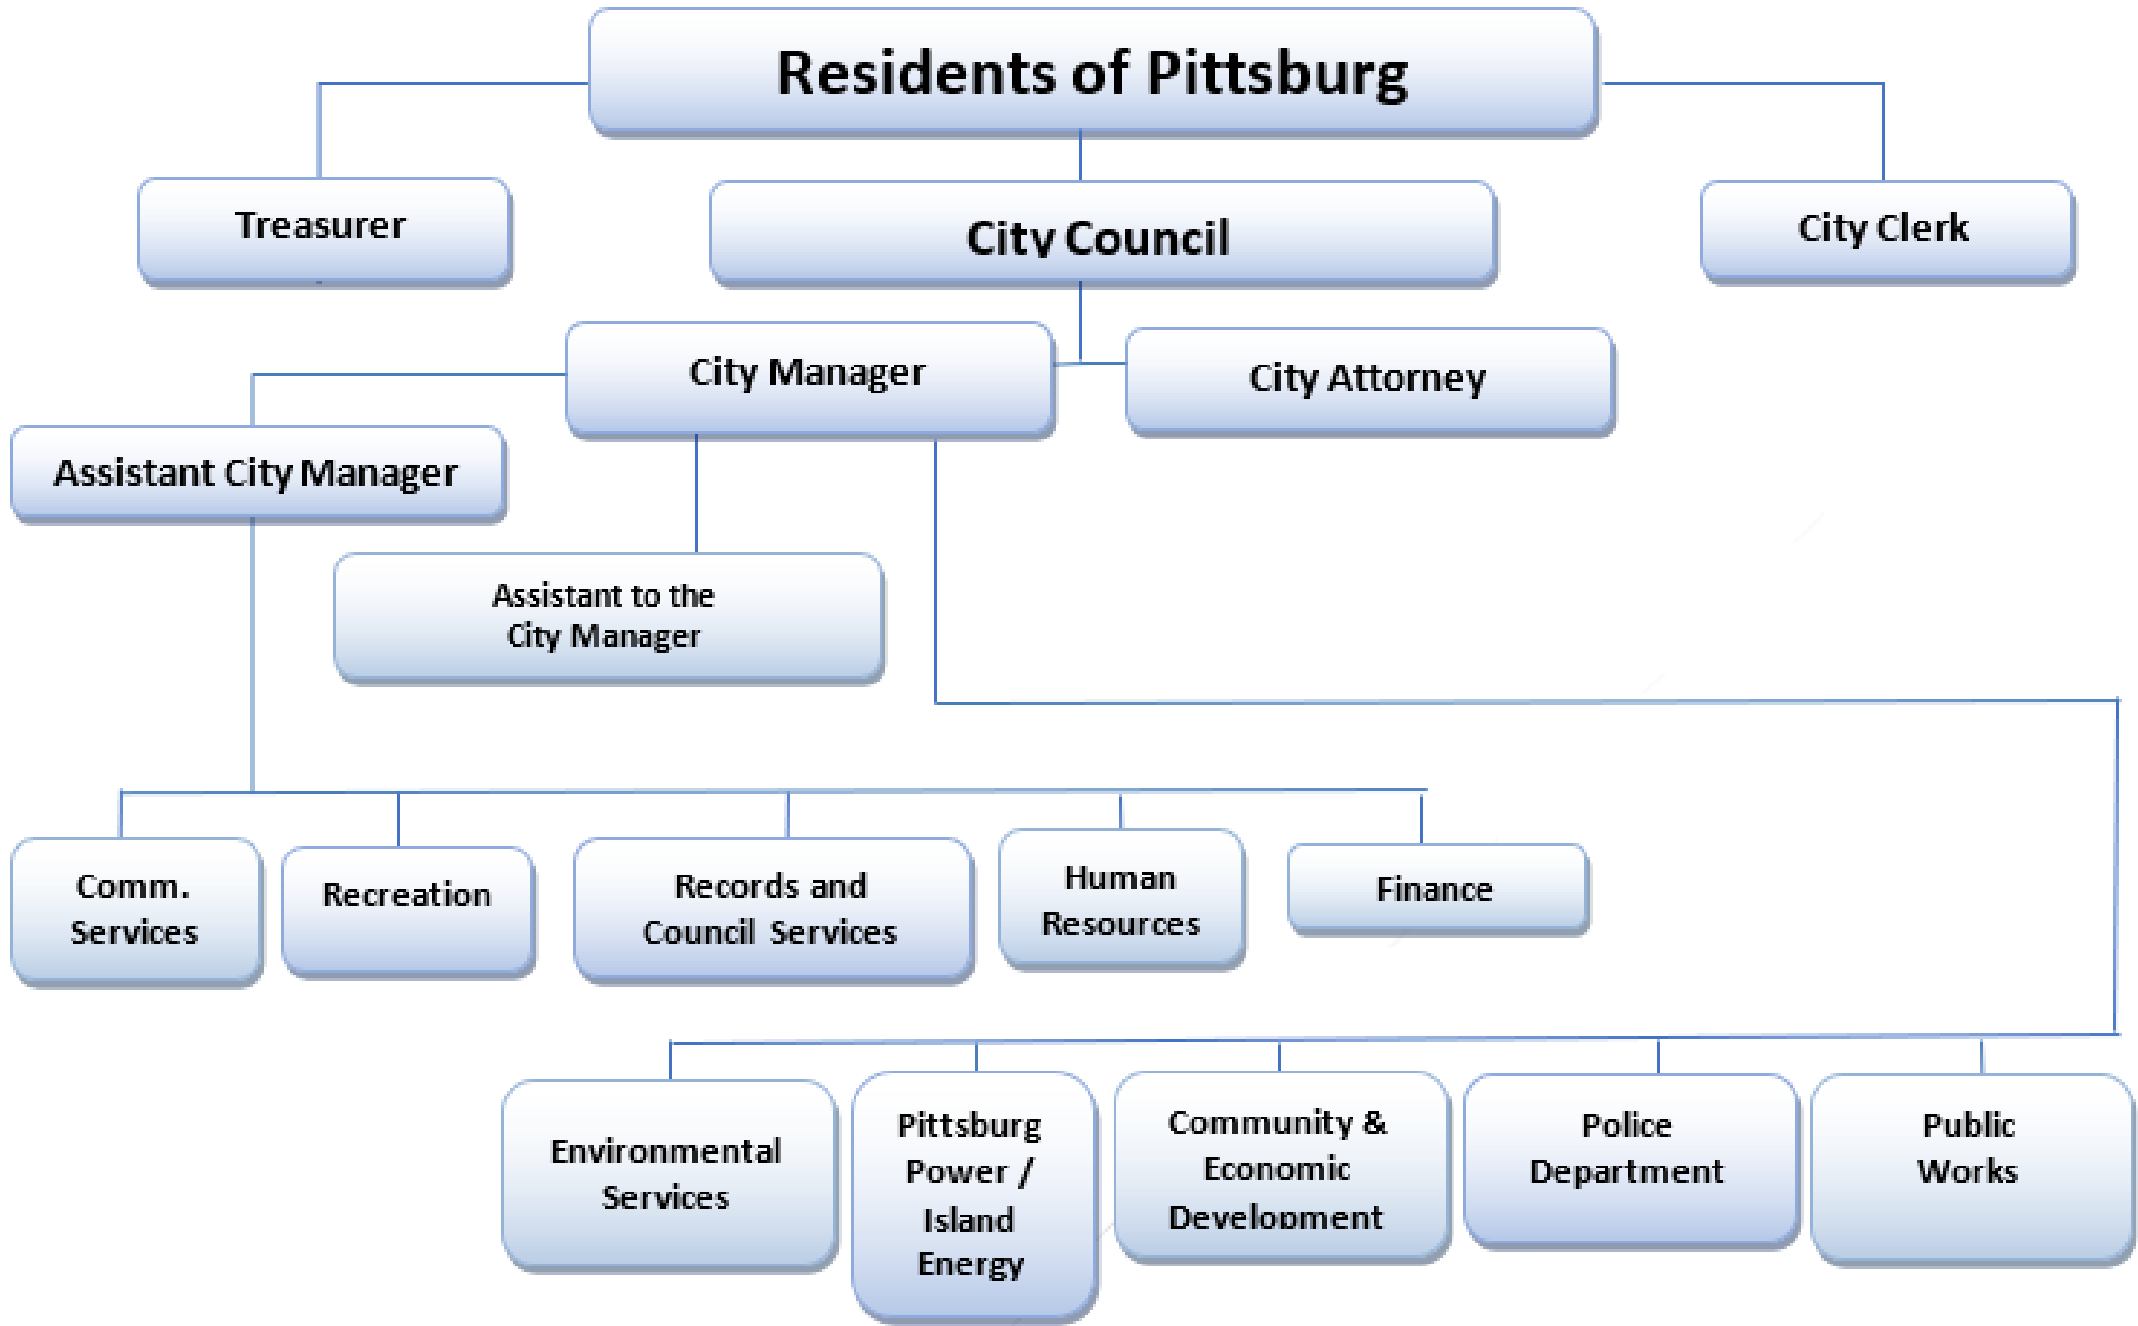 Residents of Pittsburg
Treasurer
City Council
City Clerk
City Manager
City Attorney
Assistant City Manager
Assistant to the
City Manager
Comm.
Services
Recreation
Records and
Council Services
Human
Resources
Finance
Environmental
Services
Pittsburg
Power /
Island
Energy
Community &
Economic
Development
Police
Department
Public
Works